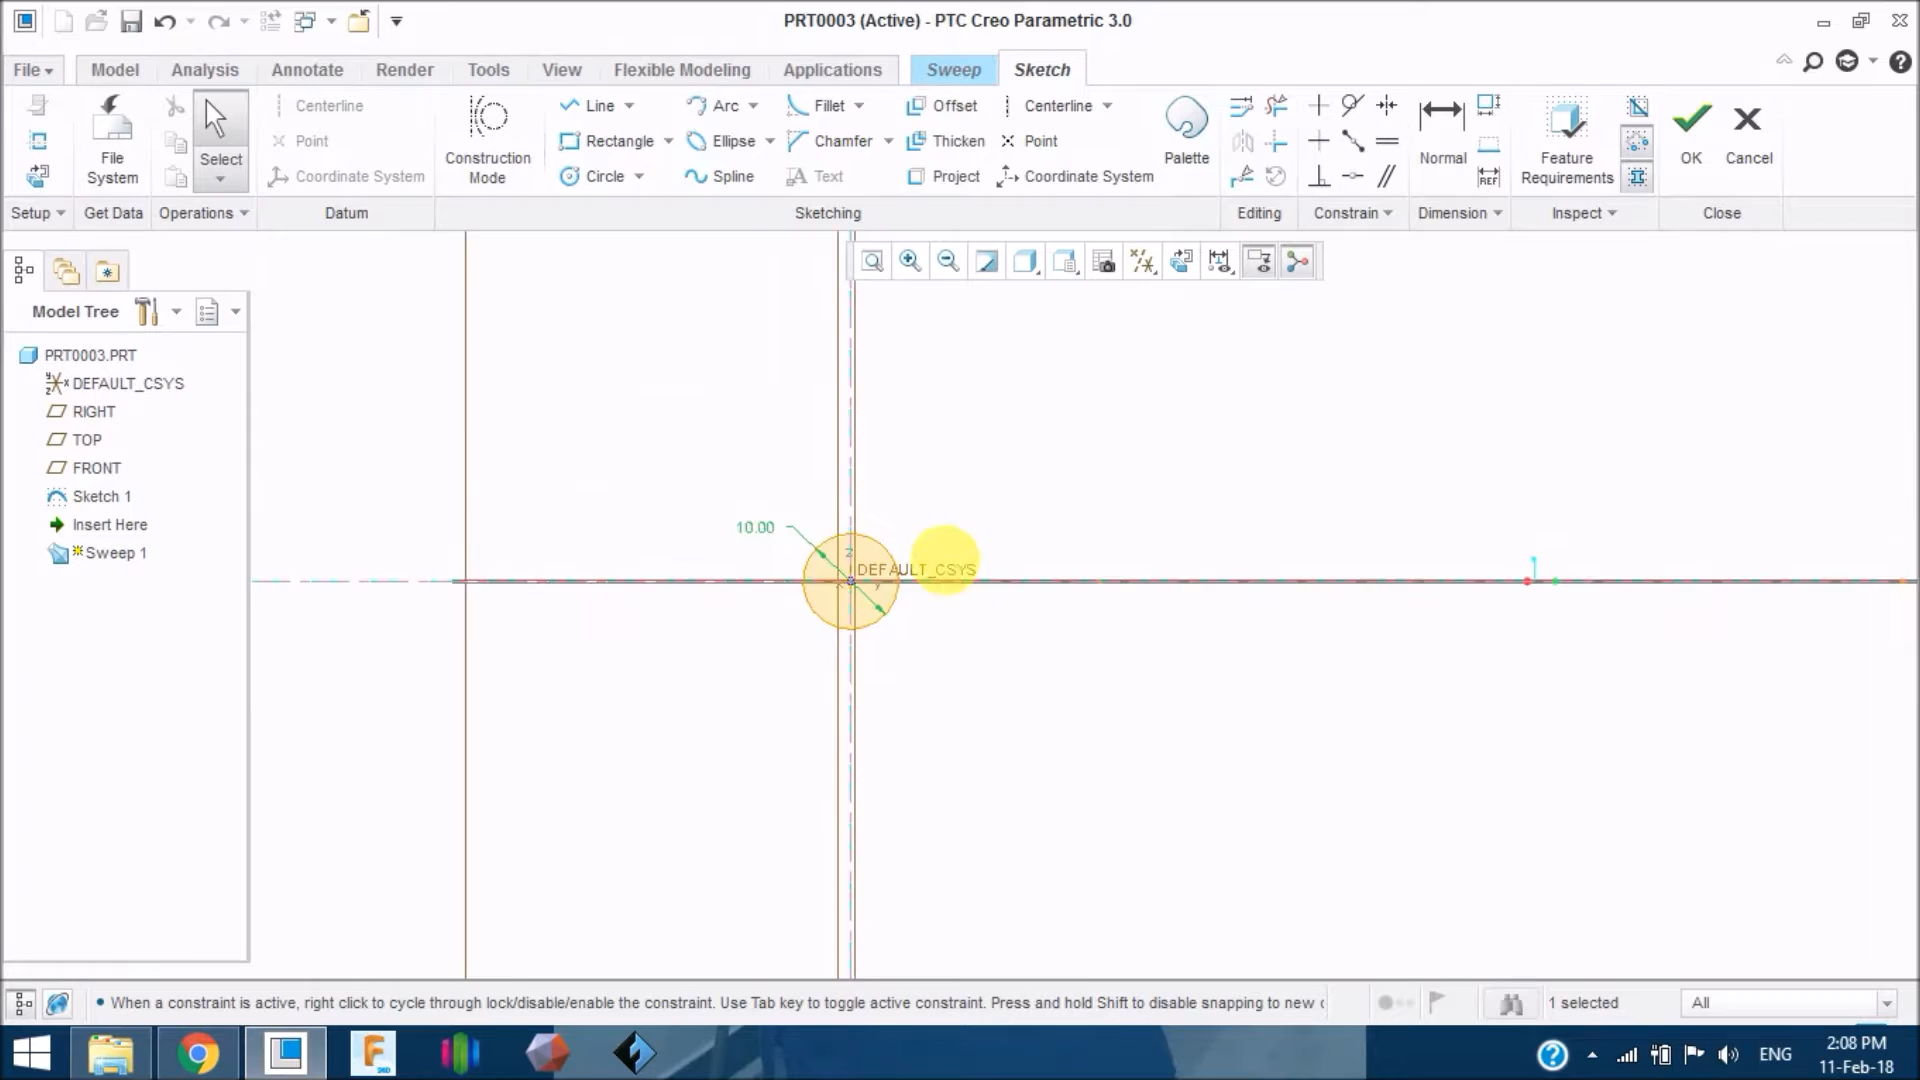 PRT0003 (Active) - PTC Creo Parametric 3.0
File Model Analysis Annotate Render Tools View Flexible Modeling Applications Sweep Sketch
Centerline Line Arc Fillet Offset Centerline
Point Rectangle Ellipse Chamfer Thicken Point
Coordinate System Circle Spline Text Project Coordinate System
File System
Select
Construction Mode
Palette
Normal
REF
Feature Requirements
OK
Cancel
Setup Get Data Operations Datum Sketching Editing Constrain Dimension Inspect Close
Model Tree
PRT0003.PRT
DEFAULT_CSYS
RIGHT
TOP
FRONT
Sketch 1
Insert Here
Sweep 1
10.00
Z
DEFAULT_CSYS
Y
• When a constraint is active, right click to cycle through lock/disable/enable the constraint. Use Tab key to toggle active constraint. Press and hold Shift to disable snapping to new
1 selected
All
ENG
2:08 PM
11-Feb-18